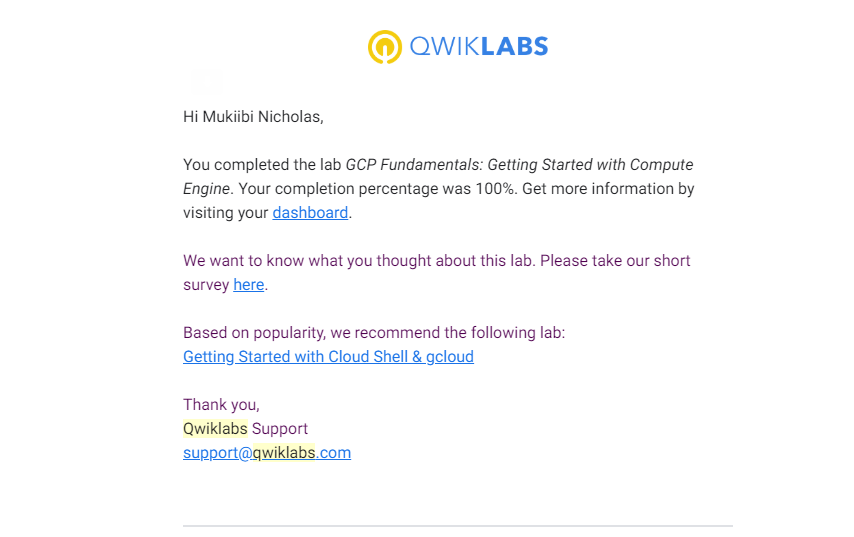 QWIKLABS
Hi Mukiibi Nicholas,
You completed the lab GCP Fundamentals: Getting Started with Compute
Engine. Your completion percentage was 100%. Get more information by
visiting your dashboard.
We want to know what you thought about this lab. Please take our short
survey here.
Based on popularity, we recommend the following lab:
Getting Started with Cloud Shell & gcloud
Thank you,
Qwiklabs Support
support@qwiklabs.com